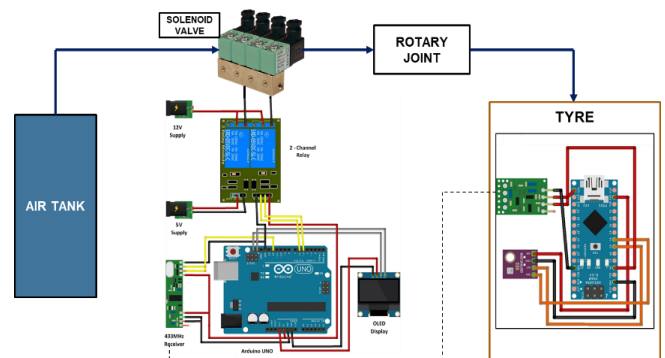 SOLENOID
VALVE
ROTARY
JOINT
TYRE
AIR TANK
12V
Supply
2 - Channel
Relay
5V
Supply
433MHz
Receiver
ARDUINO
UNO
Arduino UNO
OLED
Display